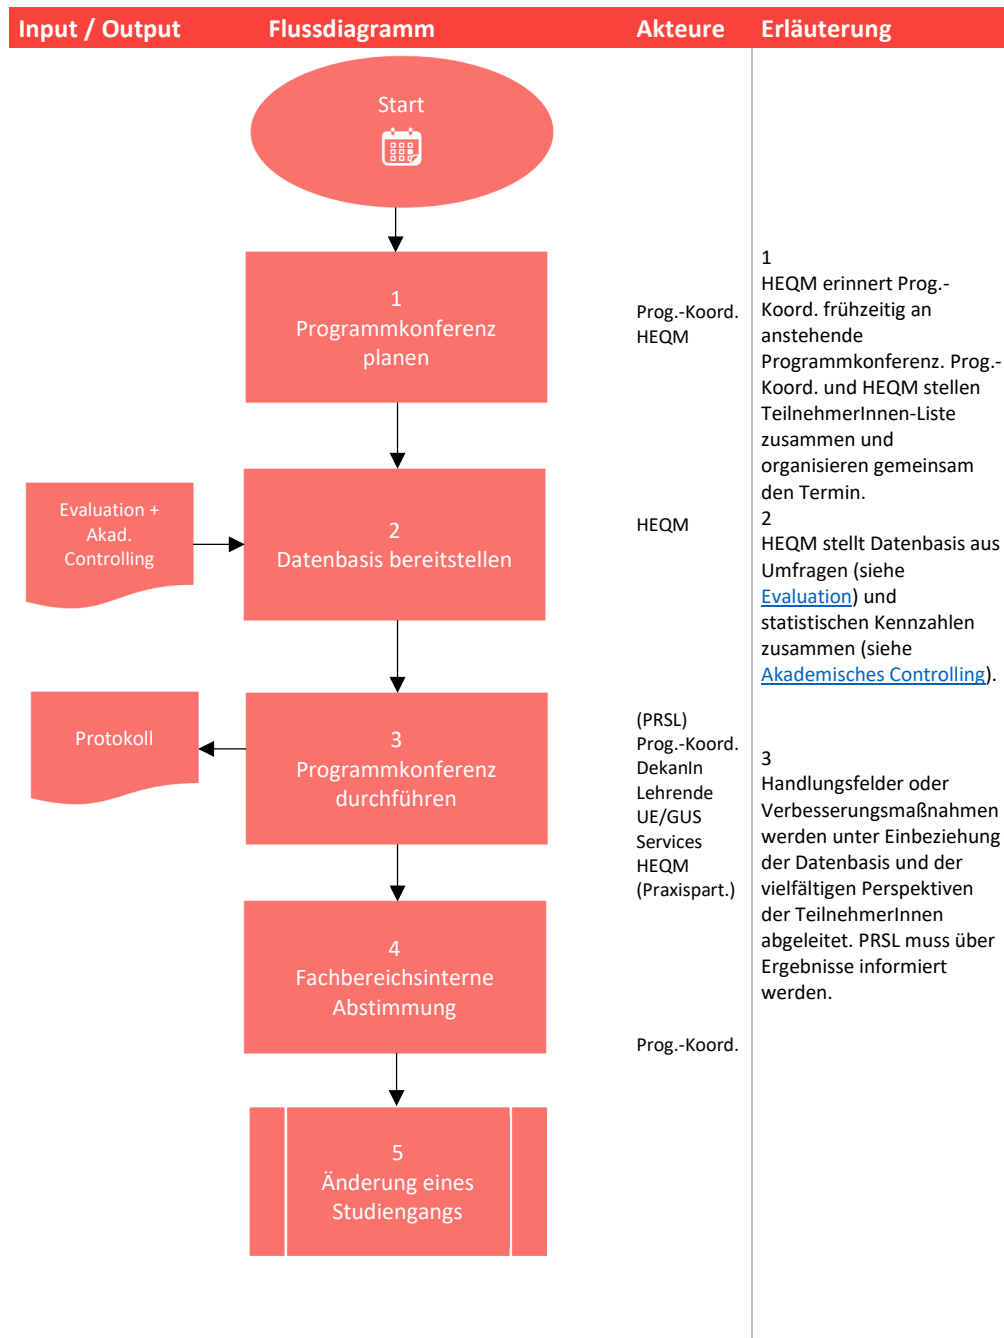 Input / Output
Flussdiagramm
Akteure
Erläuterung
Start
1
Programmkonferenz
planen
Prog.-Koord.
HEQM
1
HEQM erinnert Prog.-
Koord. frühzeitig an
anstehende
Programmkonferenz. Prog.-
Koord. und HEQM stellen
TeilnehmerInnen-Liste
zusammen und
organisieren gemeinsam
den Termin.
Evaluation +
Akad.
Controlling
2
Datenbasis bereitstellen
HEQM
2
HEQM stellt Datenbasis aus
Umfragen (siehe
Evaluation) und
statistischen Kennzahlen
zusammen (siehe
Akademisches Controlling).
Protokoll
3
Programmkonferenz
durchführen
(PRSL)
Prog.-Koord.
DekanIn
Lehrende
UE/GUS
Services
HEQM
(Praxispart.)
3
Handlungsfelder oder
Verbesserungsmaßnahmen
werden unter Einbeziehung
der Datenbasis und der
vielfältigen Perspektiven
der TeilnehmerInnen
abgeleitet. PRSL muss über
Ergebnisse informiert
werden.
4
Fachbereichsinterne
Abstimmung
Prog.-Koord.
5
Änderung eines
Studiengangs